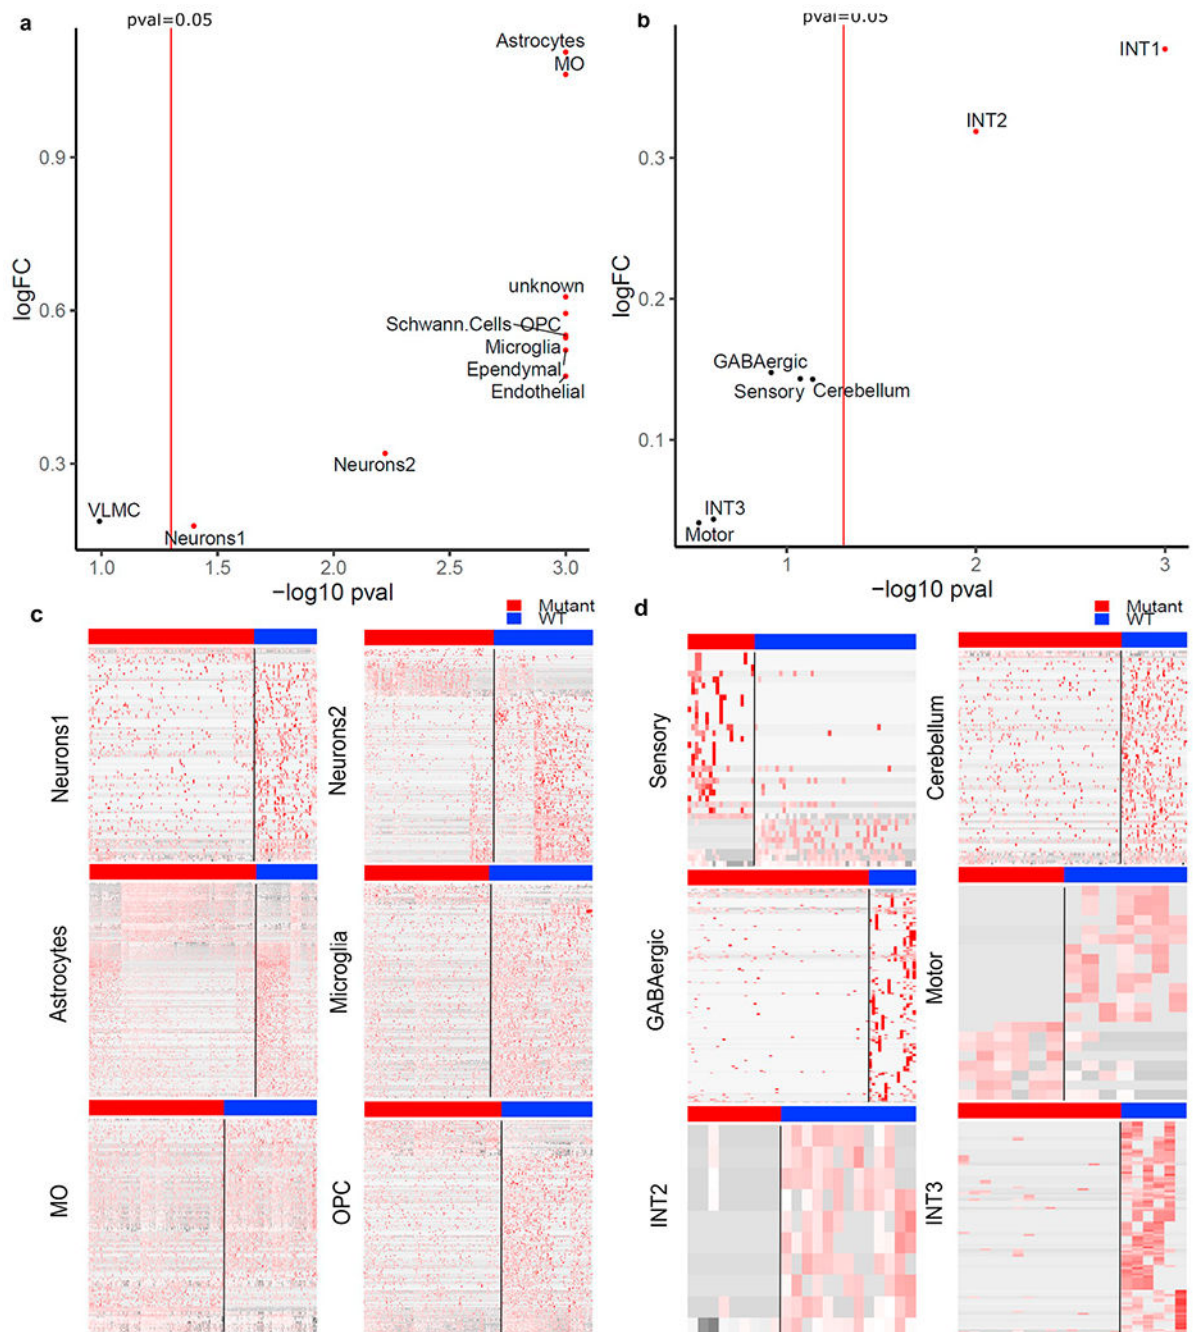 a
pval=0.05
Astrocytes
MO
0.9
logFC
unknown
0.6
Schwann.Cells OPC
Microglia
Ependymal
Endothelial
0.3
Neurons2
VLMC
Neurons1
1.0 1.5 2.0 2.5 3.0
−log10 pval
b
pval=0.05
INT1
INT2
0.3
logFC
0.2
GABAergic
Sensory Cerebellum
0.1
INT3
Motor
1 2 3
−log10 pval
c
Mutant
WT
Neurons1
Neurons2
Astrocytes
Microglia
MO
OPC
d
Mutant
WT
Sensory
Cerebellum
GABAergic
Motor
INT2
INT3